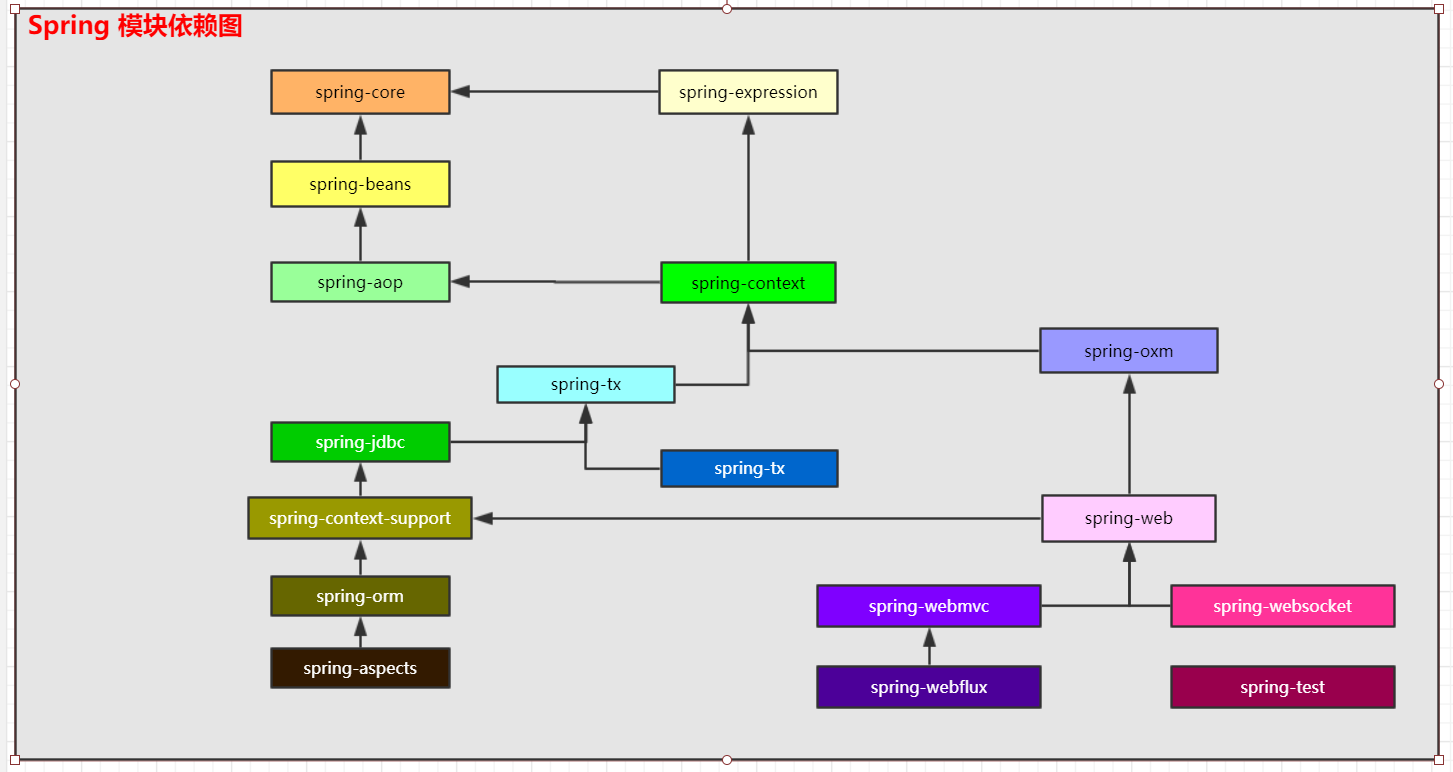 Spring 模块依赖图
spring-core
spring-expression
spring-beans
spring-aop
spring-context
spring-oxm
spring-tx
spring-jdbc
spring-tx
spring-context-support
spring-web
spring-orm
spring-webmvc
spring-websocket
spring-aspects
spring-webflux
spring-test